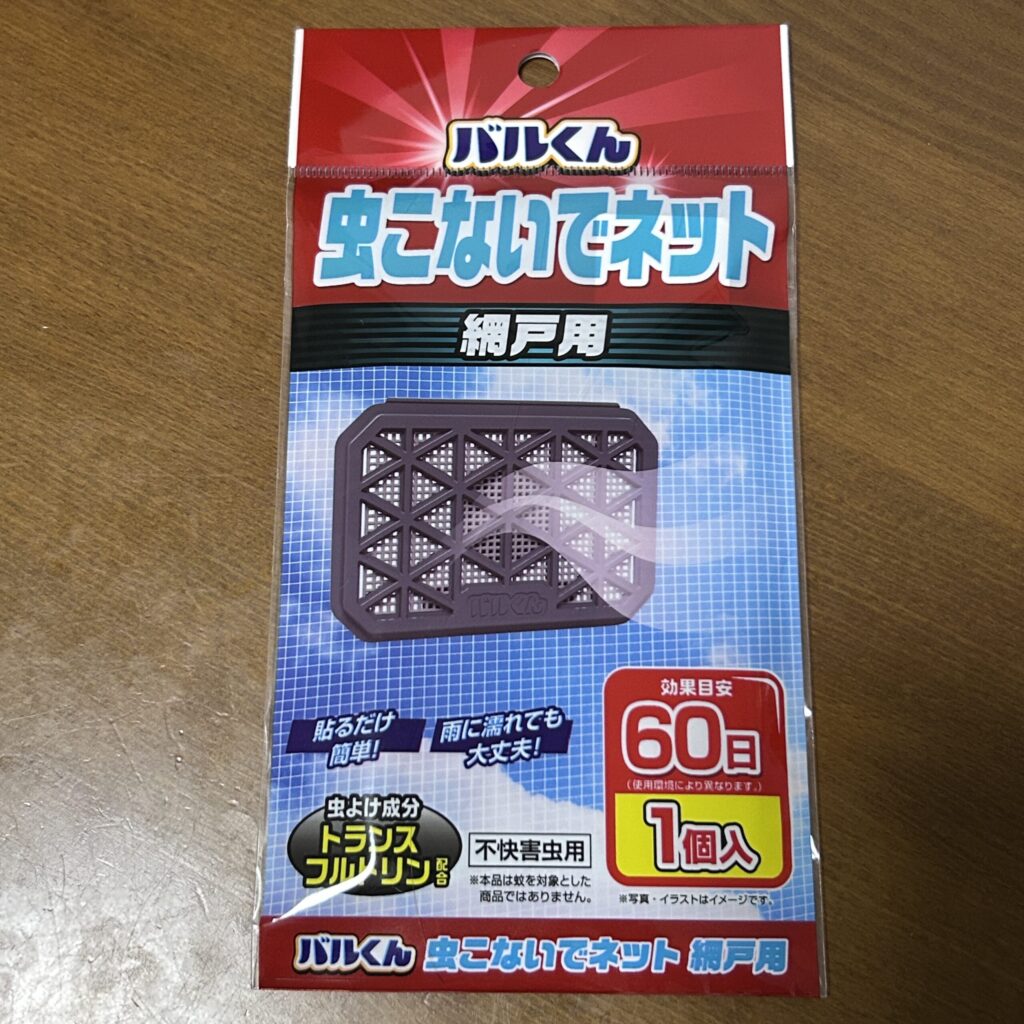 バルくん
虫こないでネット
網戸用
バルくん
貼るだけ
簡単!
雨に濡れても
大丈夫!
効果目安
60日
(使用環境により異なります。)
1個入
虫よけ成分
トランス
フルトリン配合
不快害虫用
※本品は蚊を対象とした
商品ではありません。
※写真・イラストはイメージです。
バルくん 虫こないでネット 網戸用